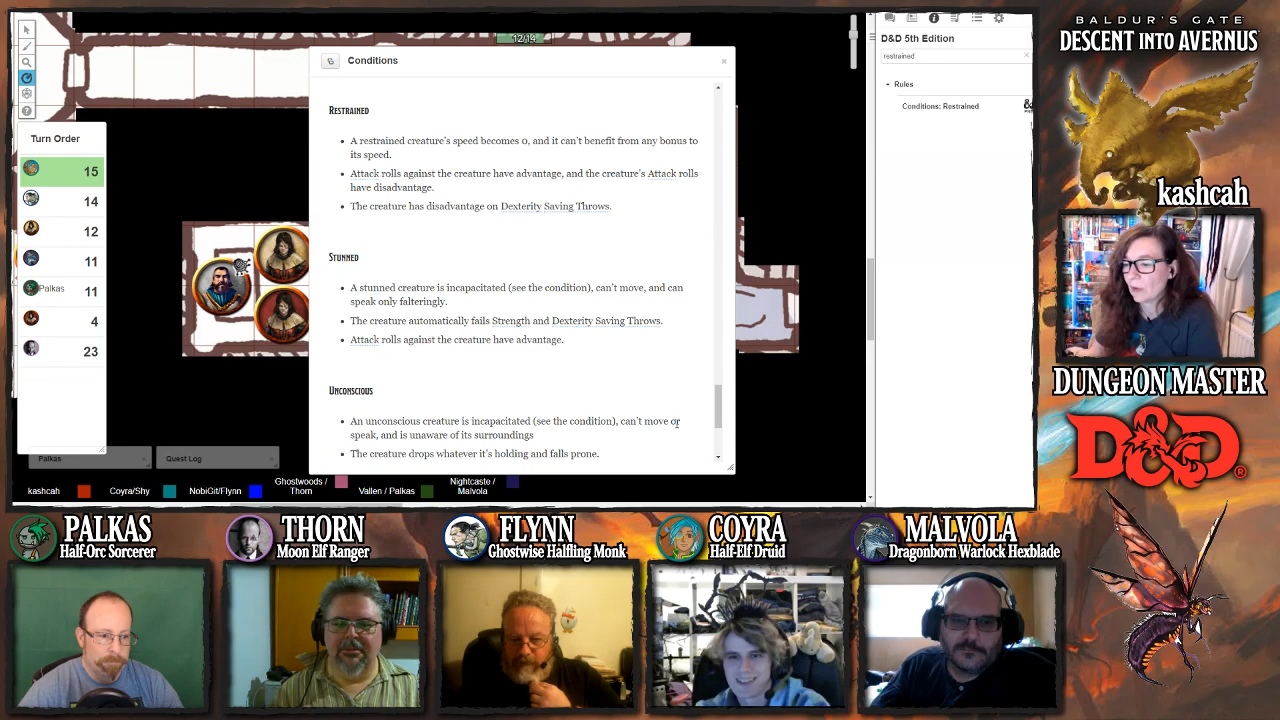 12/14
Conditions
RESTRAINED
• A restrained creature's speed becomes 0, and it can't benefit from any bonus to
its speed.
• Attack rolls against the creature have advantage, and the creature's Attack rolls
have disadvantage.
• The creature has disadvantage on Dexterity Saving Throws.
STUNNED
• A stunned creature is incapacitated (see the condition), can't move, and can
speak only falteringly.
• The creature automatically fails Strength and Dexterity Saving Throws.
• Attack rolls against the creature have advantage.
UNCONSCIOUS
• An unconscious creature is incapacitated (see the condition), can't move or
speak, and is unaware of its surroundings
• The creature drops whatever it's holding and falls prone.
Turn Order
15
14
12
11
Palkas 11
4
23
Palkas
Quest Log
kashcah
Coyra/Shy
NobiGit/Flynn
Ghostwoods /
Thorn
Vallen / Palkas
Nightcaste /
Malvola
D&D 5th Edition
restrained
Rules
Conditions: Restrained
BALDUR'S GATE
DESCENT INTO AVERNUS
kashcah
DUNGEON MASTER
D&D
PALKAS
Half-Orc Sorcerer
THORN
Moon Elf Ranger
FLYNN
Ghostwise Halfling Monk
COYRA
Half-Elf Druid
MALVOLA
Dragonborn Warlock Hexblade